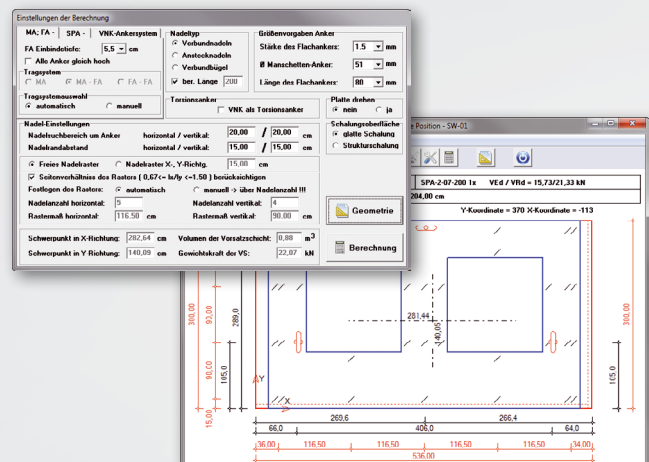 Einstellungen der Berechnung
MA; FA - | SPA - | VNK-Ankersystem
FA Einbindetiefe: 5,5 cm
Alle Anker gleich hoch
Tragsystem
MA MA - FA FA - FA
Tragsystemauswahl
automatisch manuell
Nadeltyp
Verbundnadeln
Anstecknadeln
Verbundbügel
ber. Länge 200
Größenvorgaben Anker
Stärke des Flachankers: 1.5 mm
Ø Manschetten-Anker: 51 mm
Länge des Flachankers: 80 mm
Torsionsanker
VNK als Torsionsanker
Platte drehen
nein ja
Nadel-Einstellungen
Nadelsuchbereich um Anker horizontal / vertikal: 20,00 / 20,00 cm
Nadelrandabstand horizontal / vertikal: 15,00 / 15,00 cm
Schalungsoberfläche
glatte Schalung
Strukturschalung
Freies Nadelraster Nadelraster X-, Y-Richtg. 15,00 cm
Seitenverhältnis des Rasters ( 0,67<= lx/ly <=1.50 ) berücksichtigen
Festlegen des Rasters: automatisch manuell -> über Nadelanzahl !!!
Nadelanzahl horizontal: 5 Nadelanzahl vertikal: 4
Rastermaß horizontal: 116.50 cm Rastermaß vertikal: 90.00 cm
Geometrie
Schwerpunkt in X-Richtung: 282,64 cm Volumen der Vorsatzschicht: 0,88 m3
Schwerpunkt in Y-Richtung: 140,09 cm Gewichtskraft der VS: 22,07 kN
Berechnung
e Position - SW-01
SPA-2-07-200 1x VEd / VRd = 15,73/21,33 kN
204,00 cm
Y-Koordinate = 370 X-Koordinate = -113
300,00
90,00
289,0
90,00
105,0
15,00
281,44
140,05
Y
X
300,00
105,0
269,6 266,4
66,0 406,0 64,0
36,00 116,50 116,50 116,50 116,50 34,00
536,00